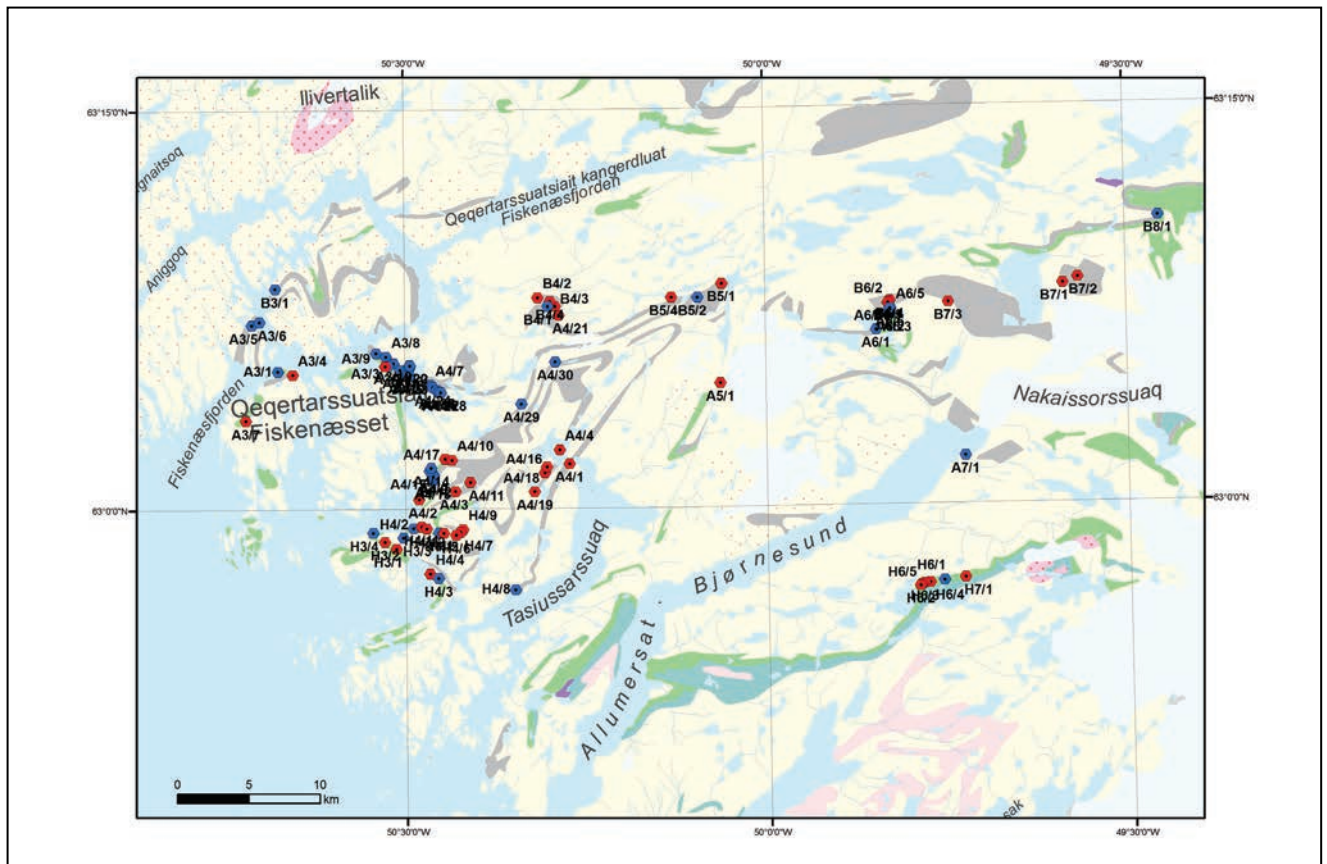 50°30'0"W
50°0'0"W
49°30'0"W
63°15'0"N
63°15'0"N
Ilivertalik
Qeqertarssuatsiait kangerdluat
Fiskenæsfjorden
Aniggoq
B8/1
B3/1
B4/2
B4/3
B5/1
B5/4
B5/2
B6/2
A6/5
B7/1
B7/2
B7/3
A4/21
A3/5
A3/6
A6/1
A3/8
A3/9
A3/1
A3/4
A3/3
A4/7
A4/30
A5/1
Nakaissorssuaq
Fiskenæsfjorden
Fiskenæsset
A3/7
A4/29
A4/10
A4/4
A4/17
A4/16
A4/18
A4/1
A7/1
A4/11
A4/3
A4/19
63°0'0"N
63°0'0"N
A4/2
H4/9
H4/2
H3/4
H3/2
H3/1
H4/7
H4/4
H4/3
H4/8
Tasiussarssuaq
Bjørnesund
H6/5
H6/1
H6/4
H7/1
Allumersat
0 5 10
km
sak
50°30'0"W
50°0'0"W
49°30'0"W